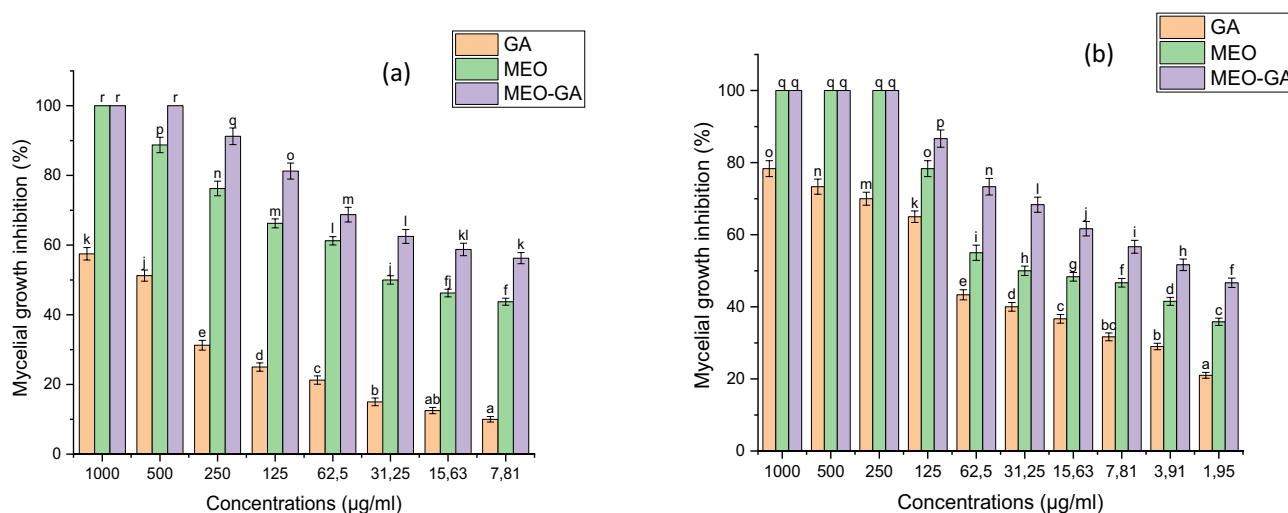 GA
MEO
MEO-GA
(a)
r r r
q
p
o
n
m m
l l
k j kl k
j fj f
e d c b ab a
100
80
60
40
20
0
Mycelial growth inhibition (%)
1000 500 250 125 62,5 31,25 15,63 7,81
Concentrations (µg/ml)
GA
MEO
MEO-GA
(b)
q q q q q q
p
o o
n n
m l
k j
i i h
h g f f
e d c d
bc b c
a
100
80
60
40
20
0
Mycelial growth inhibition (%)
1000 500 250 125 62,5 31,25 15,63 7,81 3,91 1,95
Concentrations (µg/ml)